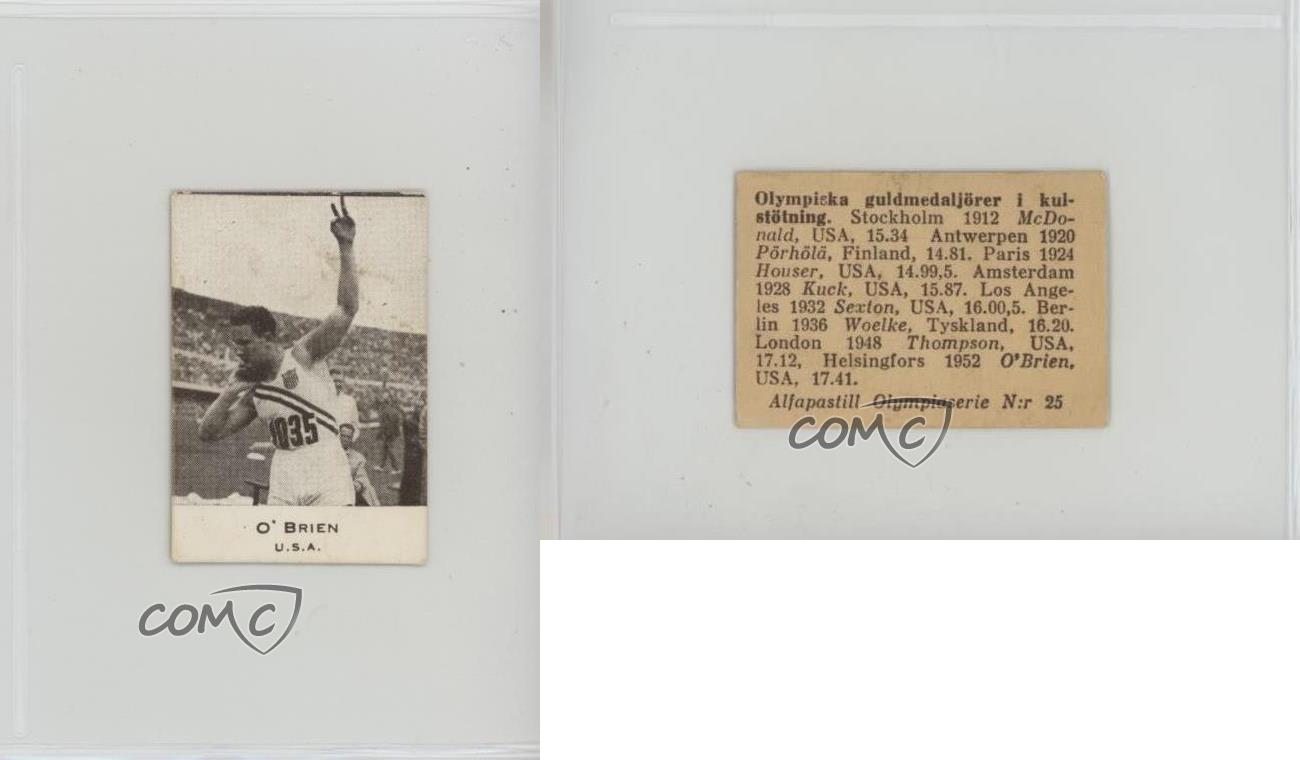 1035
O' BRIEN
U.S.A.
COMC
Olympiska guldmedaljörer i kul-
stötning. Stockholm 1912 McDo-
nald, USA, 15.34 Antwerpen 1920
Pörhölä, Finland, 14.81. Paris 1924
Houser, USA, 14.99,5. Amsterdam
1928 Kuck, USA, 15.87. Los Ange-
les 1932 Sexton, USA, 16.00,5. Ber-
lin 1936 Woelke, Tyskland, 16.20.
London 1948 Thompson, USA,
17.12, Helsingfors 1952 O'Brien,
USA, 17.41.
Alfapastill Olympiaserie N:r 25
COMC